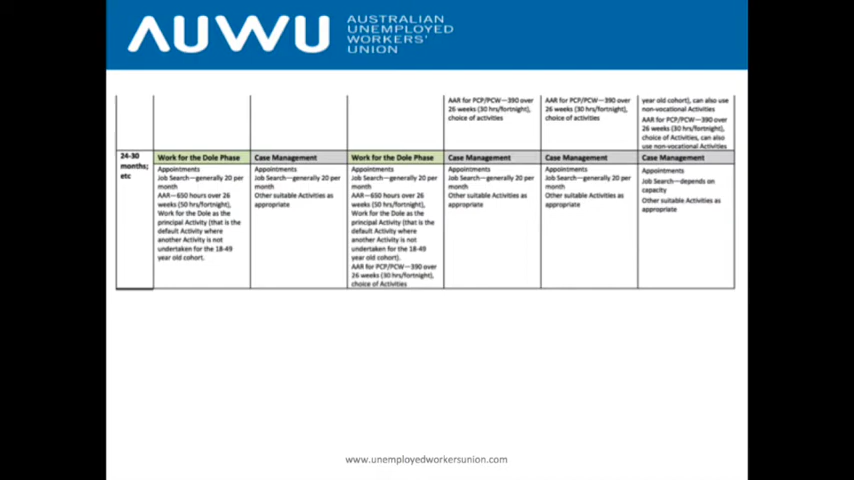 AUWU
AUSTRALIAN
UNEMPLOYED
WORKERS'
UNION
AAR for PCP/PCW—390 over
26 weeks (30 hrs/fortnight),
choice of activities
AAR for PCP/PCW—390 over
26 weeks (30 hrs/fortnight),
choice of activities
year old cohort), can also use
non-vocational Activities
AAR for PCP/PCW—390 over
26 weeks (30 hrs/fortnight),
choice of Activities, can also
use non-vocational Activities
24-30
months;
etc
Work for the Dole Phase
Appointments
Job Search—generally 20 per
month
AAR—650 hours over 26
weeks (50 hrs/fortnight),
Work for the Dole as the
principal Activity (that is the
default Activity where
another Activity is not
undertaken for the 18-49
year old cohort.
Case Management
Appointments
Job Search—generally 20 per
month
Other suitable Activities as
appropriate
Work for the Dole Phase
Appointments
Job Search—generally 20 per
month
AAR—650 hours over 26
weeks (50 hrs/fortnight),
Work for the Dole as the
principal Activity (that is the
default Activity where
another Activity is not
undertaken for the 18-49
year old cohort).
AAR for PCP/PCW—390 over
26 weeks (30 hrs/fortnight),
choice of Activities
Case Management
Appointments
Job Search—generally 20 per
month
Other suitable Activities as
appropriate
Case Management
Appointments
Job Search—generally 20 per
month
Other suitable Activities as
appropriate
Case Management
Appointments
Job Search—depends on
capacity
Other suitable Activities as
appropriate
www.unemployedworkersunion.com